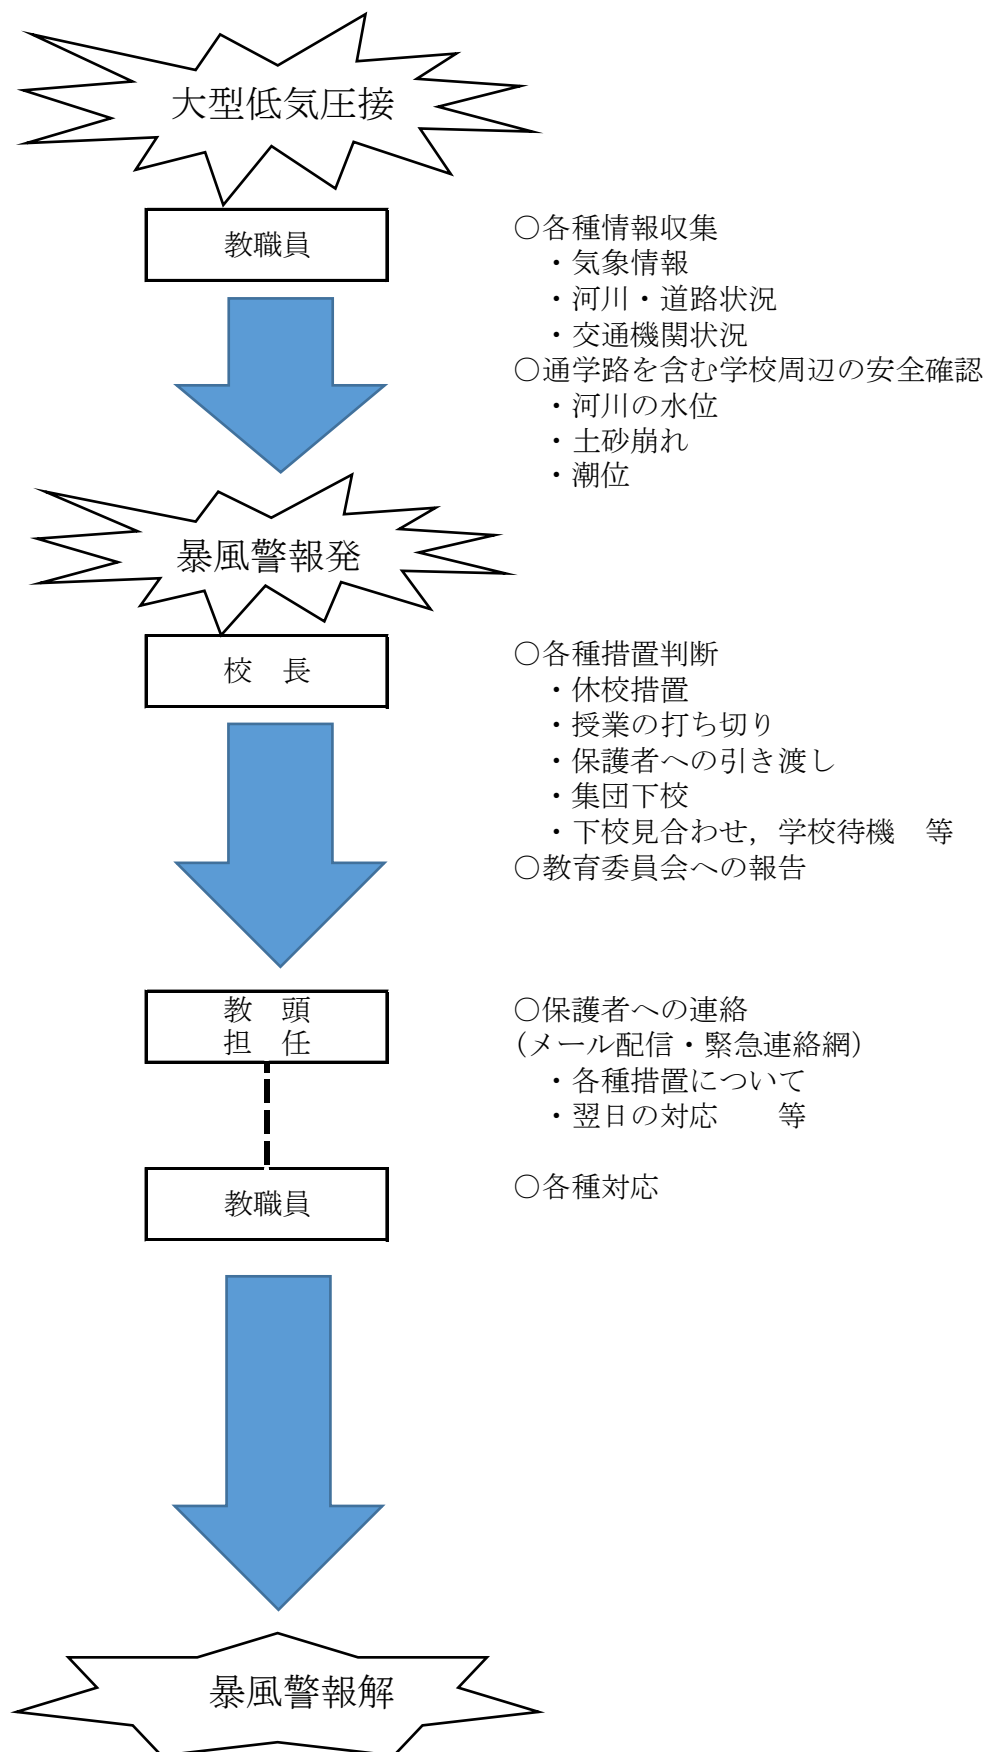 大型低気圧接
教職員
○各種情報収集
・気象情報
・河川・道路状況
・交通機関状況
○通学路を含む学校周辺の安全確認
・河川の水位
・土砂崩れ
・潮位
暴風警報発
校　長
○各種措置判断
・休校措置
・授業の打ち切り
・保護者への引き渡し
・集団下校
・下校見合わせ，学校待機　等
○教育委員会への報告
教　頭
担　任
○保護者への連絡
（メール配信・緊急連絡網）
・各種措置について
・翌日の対応　　等
教職員
○各種対応
暴風警報解